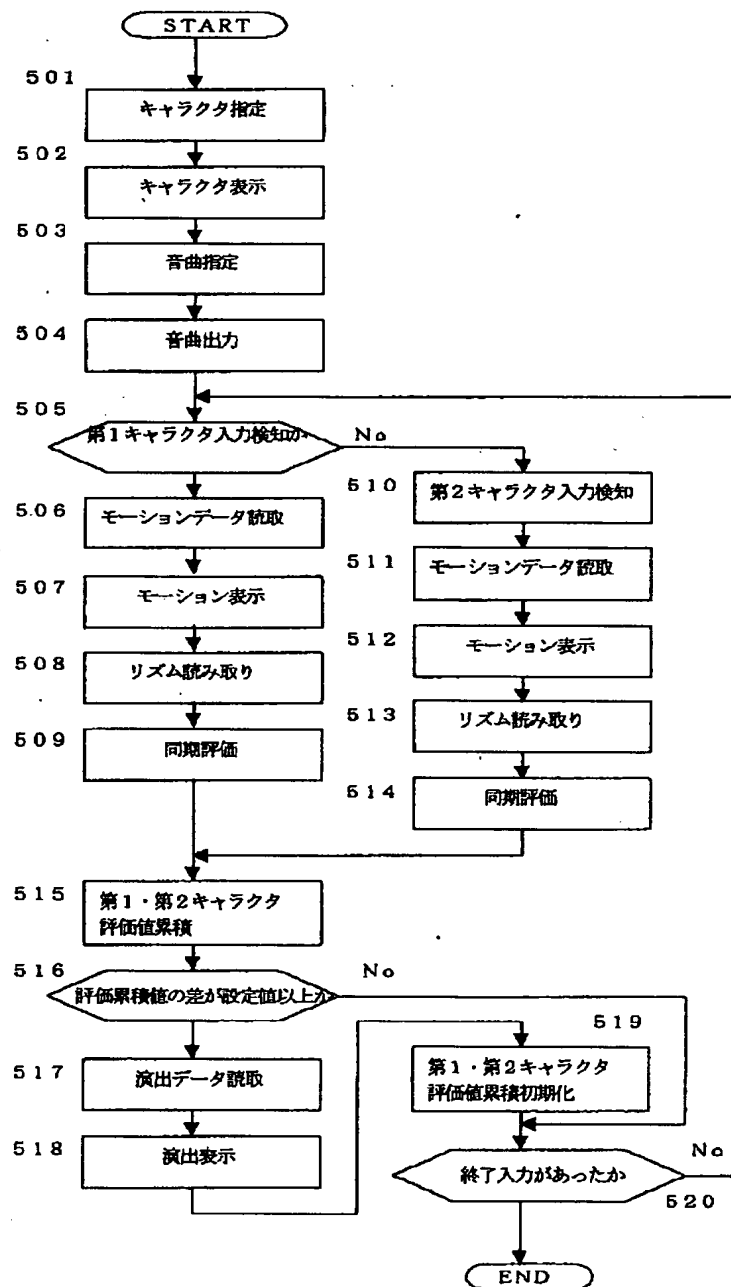 START
501
キャラクタ指定
502
キャラクタ表示
503
音曲指定
504
音曲出力
505
第1キャラクタ入力検知か
No
506
モーションデータ読取
507
モーション表示
508
リズム読み取り
509
同期評価
510
第2キャラクタ入力検知
511
モーションデータ読取
512
モーション表示
513
リズム読み取り
514
同期評価
515
第1・第2キャラクタ
評価値累積
516
評価累積値の差が設定値以上か
No
517
演出データ読取
518
演出表示
519
第1・第2キャラクタ
評価値累積初期化
終了入力があったか
No
520
END